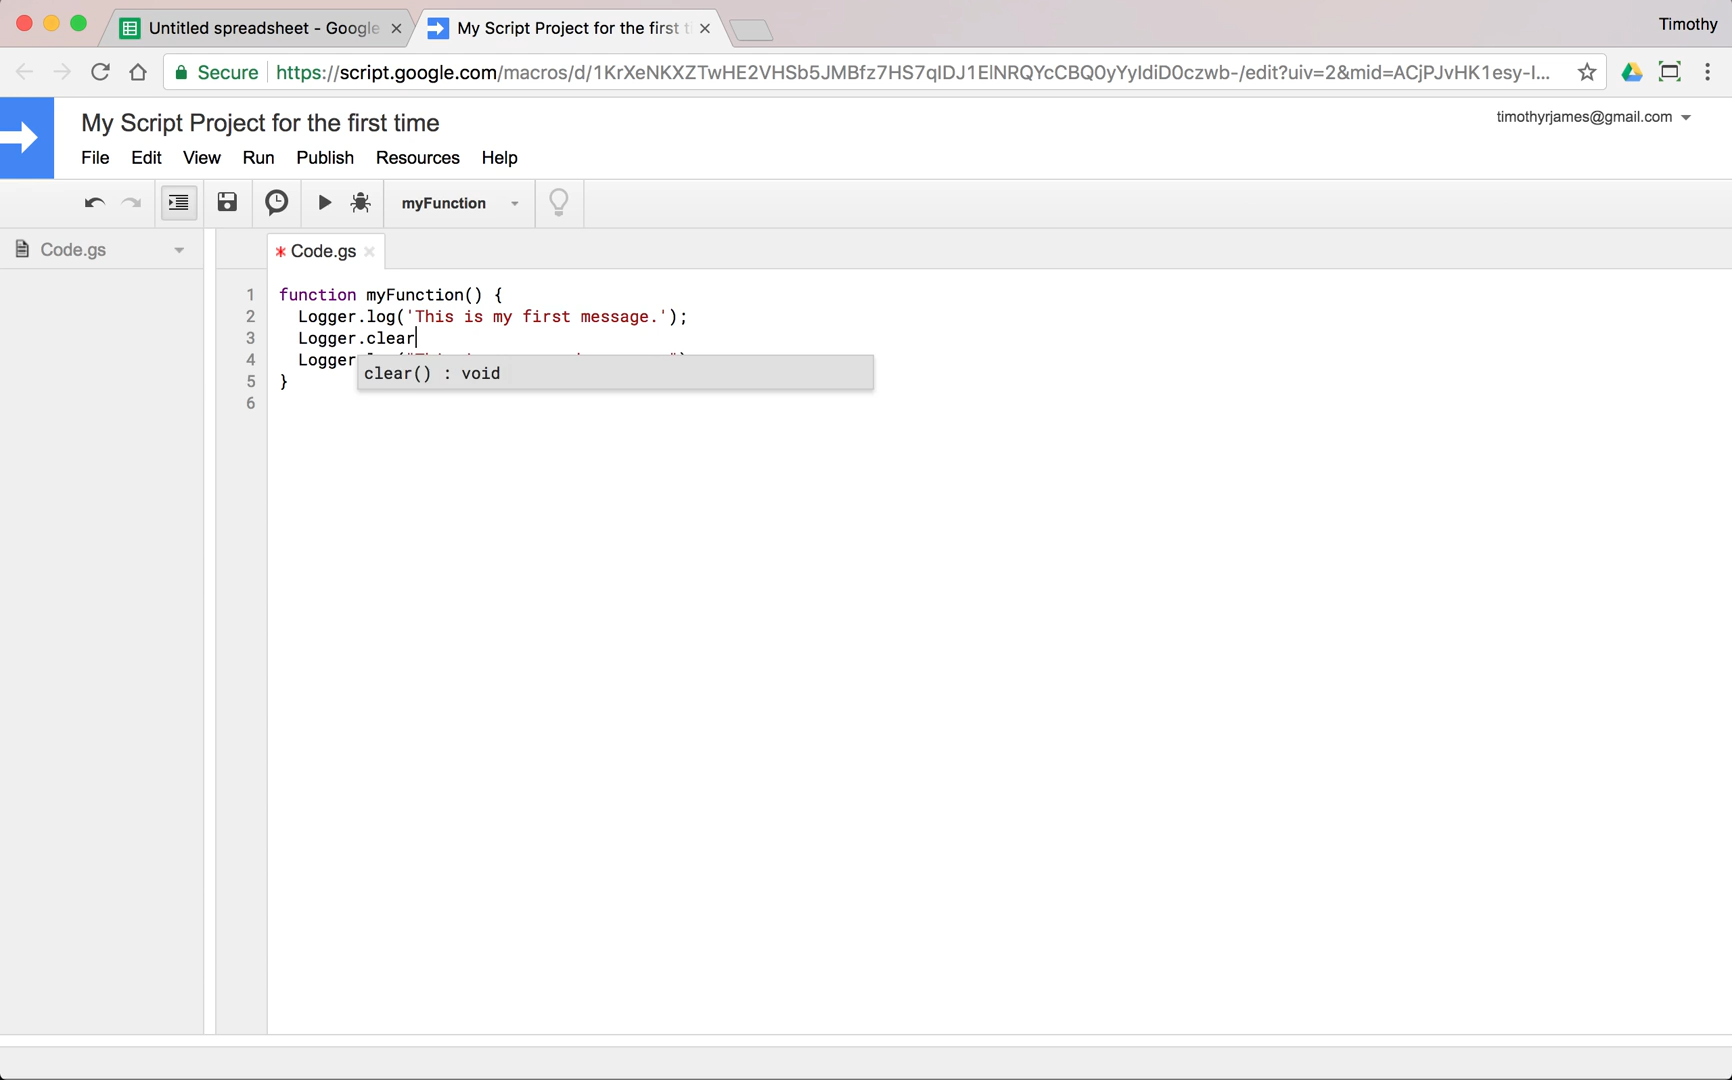 Untitled spreadsheet - Google
My Script Project for the first
Timothy
Secure https://script.google.com/macros/d/1KrXeNKXZTwHE2VHSb5JMBfz7HS7qIDJ1ElNRQYcCBQ0yYyIdiD0czwb-/edit?uiv=2&mid=ACjPJvHK1esy-I...
My Script Project for the first time
timothyrjames@gmail.com
File Edit View Run Publish Resources Help
myFunction
Code.gs
* Code.gs
1 function myFunction() {
2 Logger.log('This is my first message.');
3 Logger.clear
4 Logger
clear() : void
5 }
6